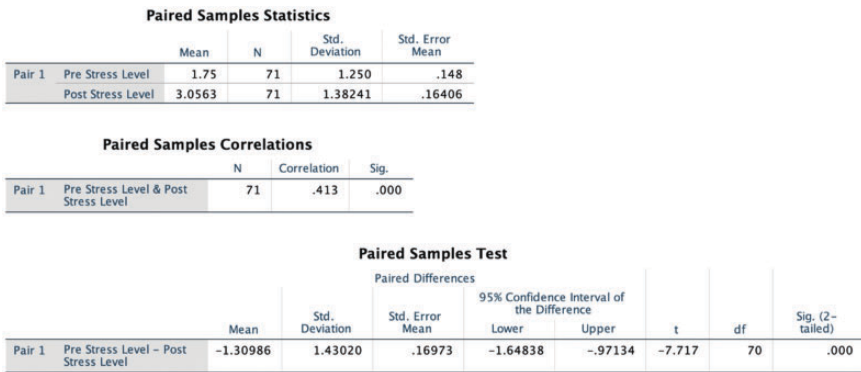 Paired Samples Statistics
Mean N Std. Deviation Std. Error Mean
Pair 1 Pre Stress Level 1.75 71 1.250 .148
Post Stress Level 3.0563 71 1.38241 .16406
Paired Samples Correlations
N Correlation Sig.
Pair 1 Pre Stress Level & Post 71 .413 .000
Stress Level
Paired Samples Test
Paired Differences
95% Confidence Interval of
the Difference
Mean Std. Deviation Std. Error Mean Lower Upper t df Sig. (2-tailed)
Pair 1 Pre Stress Level – Post -1.30986 1.43020 .16973 -1.64838 -.97134 -7.717 70 .000
Stress Level